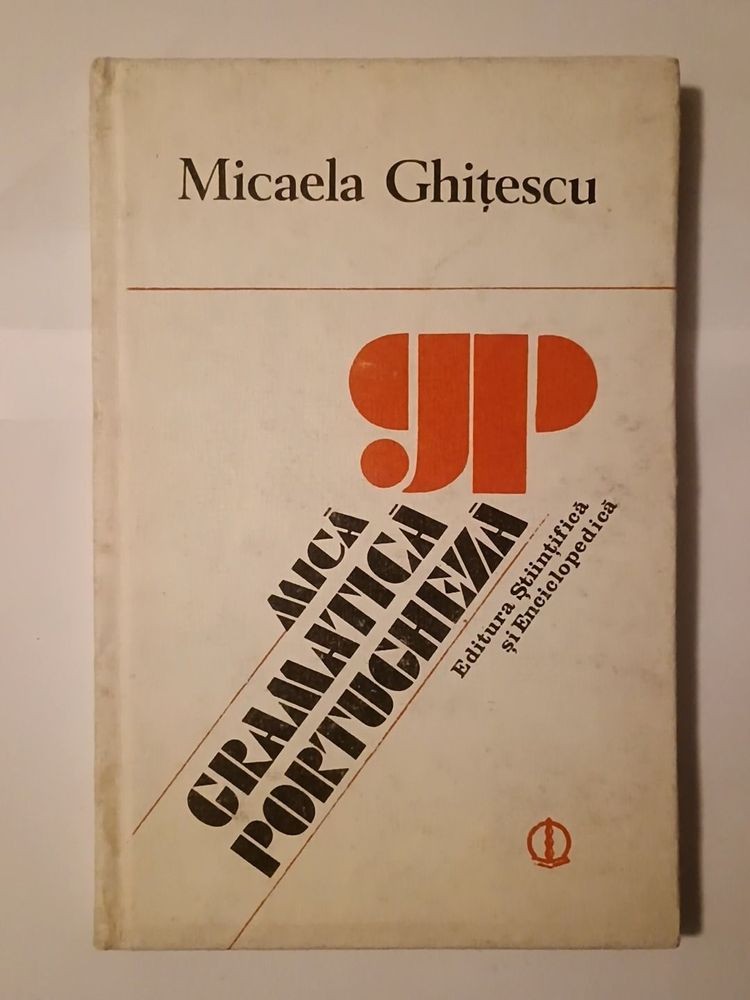 Micaela Ghițescu
gp
MICĂ
GRAMATICĂ
PORTUGHEZĂ
Editura Științifică
și Enciclopedică